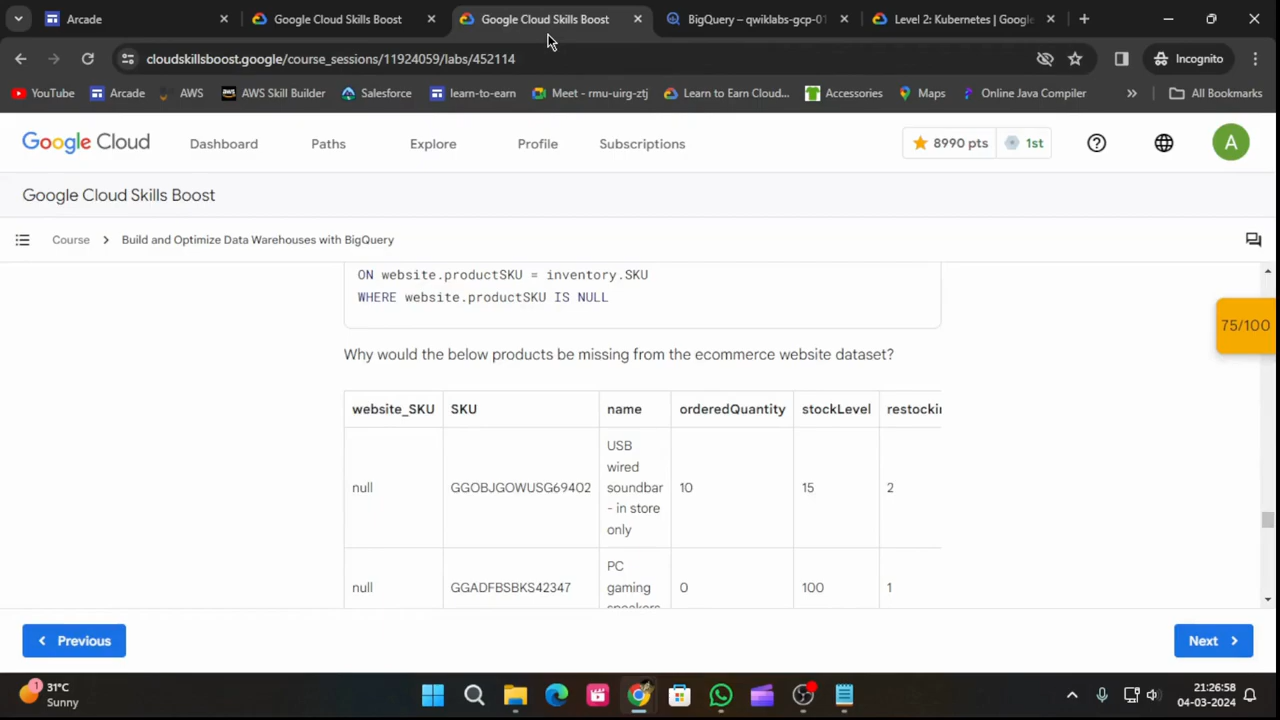 Arcade
Google Cloud Skills Boost
Google Cloud Skills Boost
BigQuery – qwiklabs-gcp-01
Level 2: Kubernetes | Google
cloudskillsboost.google/course_sessions/11924059/labs/452114
Incognito
YouTube
Arcade
AWS
AWS Skill Builder
Salesforce
learn-to-earn
Meet - rmu-uirg-ztj
Learn to Earn Cloud...
Accessories
Maps
Online Java Compiler
»
All Bookmarks
Google Cloud
Dashboard
Paths
Explore
Profile
Subscriptions
8990 pts
1st
A
Google Cloud Skills Boost
Course
Build and Optimize Data Warehouses with BigQuery
ON website.productSKU = inventory.SKU
WHERE website.productSKU IS NULL
75/100
Why would the below products be missing from the ecommerce website dataset?
website_SKU SKU name orderedQuantity stockLevel restockin
null GGOBJGOWUSG69402 USB wired soundbar - in store only 10 15 2
null GGADFBSBKS42347 PC gaming speakers 0 100 1
Previous
Next
1
31°C
Sunny
21:26:58
04-03-2024